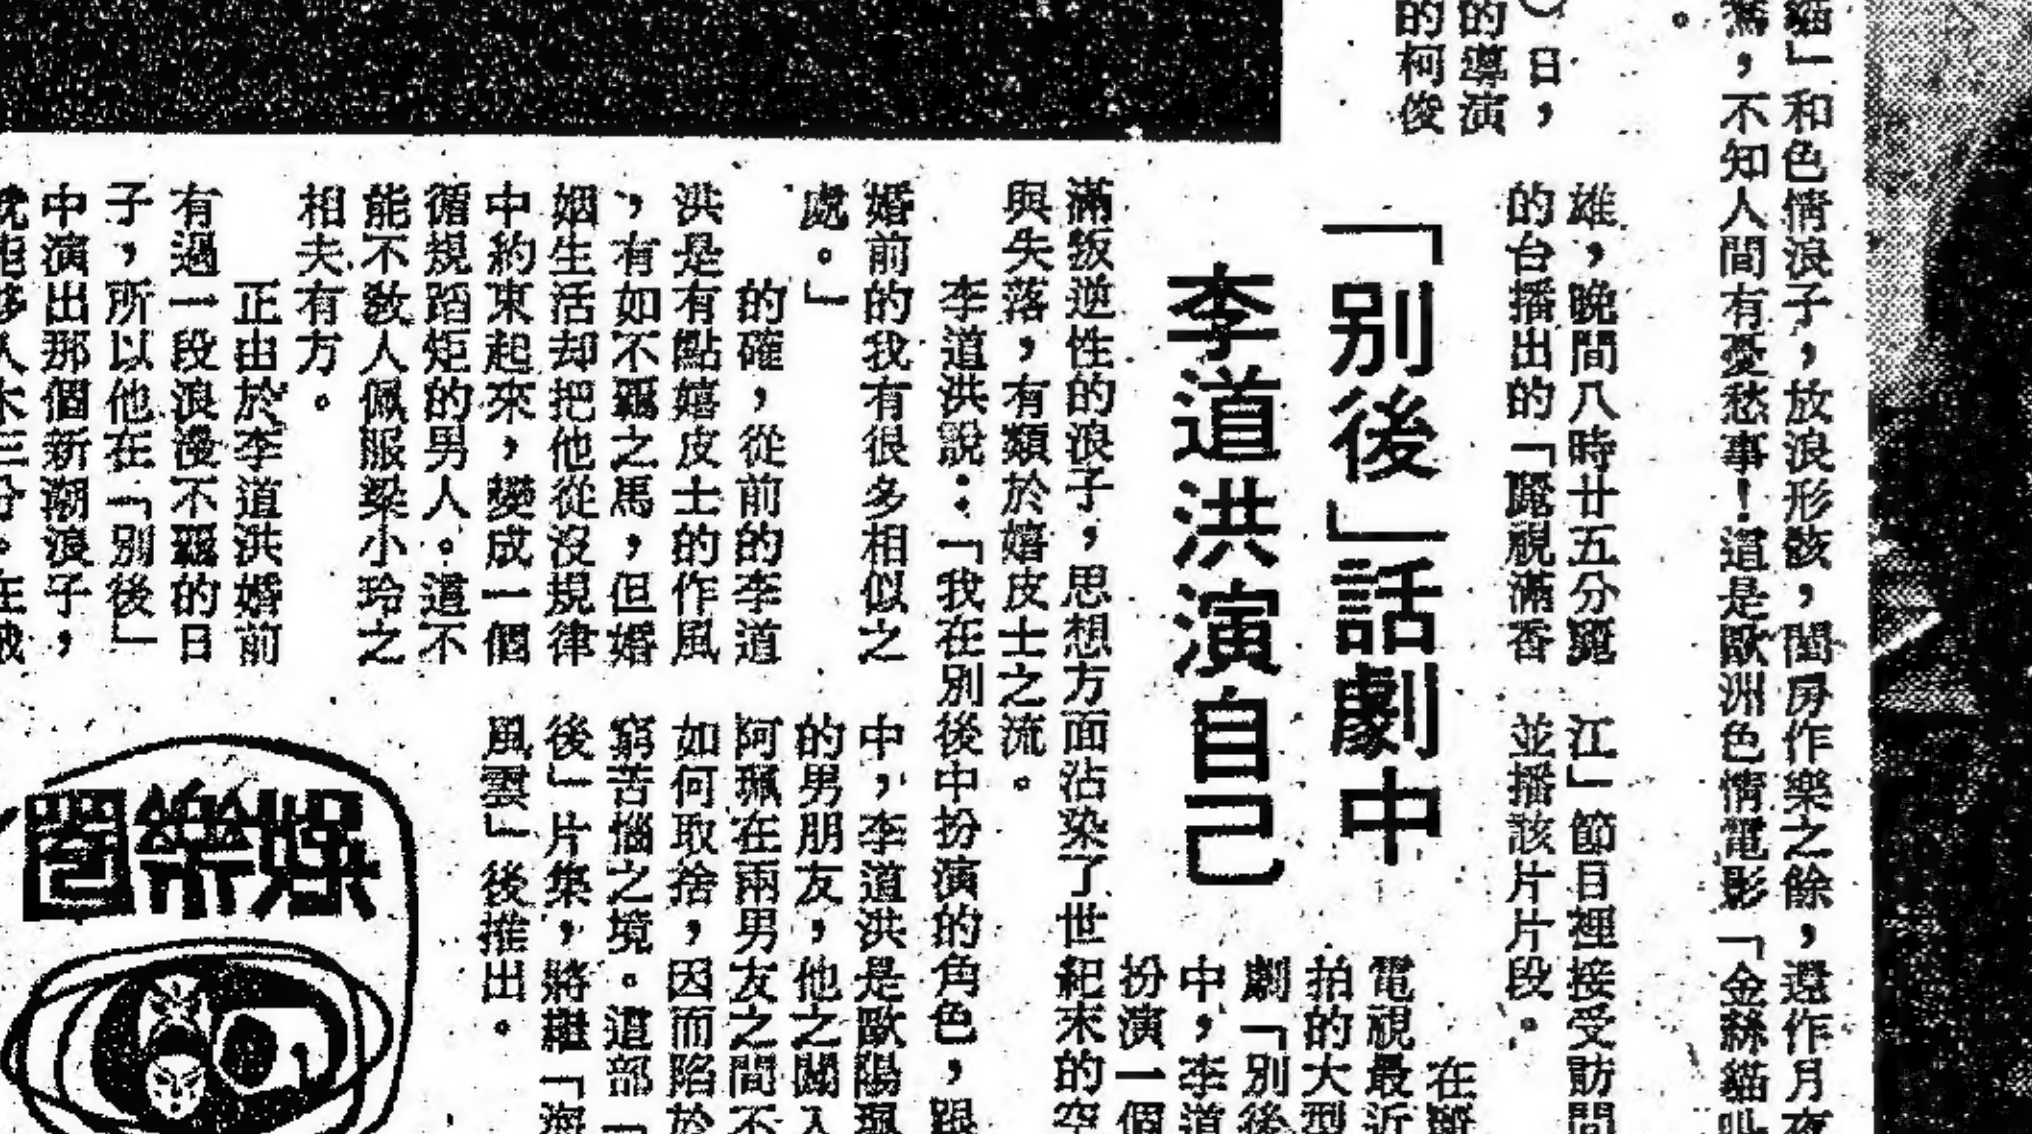 貓」和色情浪子，放浪形骸，閨房作樂之餘，還作月夜
，不知人間有憂愁事！這是歐洲色情電影「金絲貓
。
日，
的導演
的柯俊
雄，晚間八時廿五分麗
的台播出的「麗視滿香
江」節目裡接受訪問
並播該片片段。
「別後」話劇中
李道洪演自己
在麗
電視最近
拍的大型
劇「別後
中，李道
扮演一個
滿叛逆性的浪子，思想方面沾染了世紀末的空
與失落，有類於嬉皮士之流。
李道洪說：「我在別後中扮演的角色，跟
婚前的我有很多相似之
處。」
的確，從前的李道
洪是有點嬉皮士的作風
，有如不羈之馬，但婚
姻生活却把他從沒規律
中約束起來，變成一個
循規蹈矩的男人。這不
能不教人佩服梁小玲之
相夫有方。
正由於李道洪婚前
有過一段浪漫不羈的日
子，所以他在「別後」
中演出那個新潮浪子，
中，李道洪是歐陽珮
的男朋友，他之闖入
阿珮在兩男友之間不
如何取捨，因而陷於
窮苦惱之境。這部「
後」片集，將繼「海
風雲」後推出。
娛樂圈